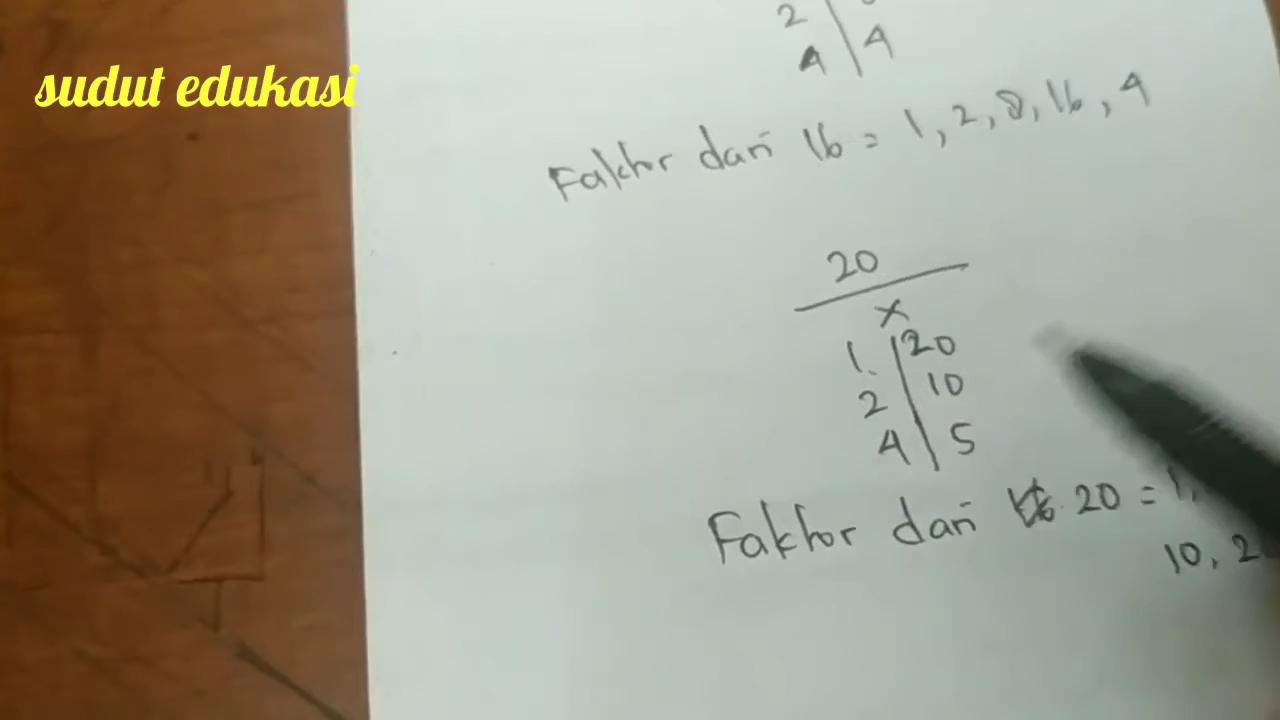 sudut edukasi
2
4 | 4
Faktor dari 16 = 1, 2, 8, 16, 4
20
x
1. | 20
2 | 10
4 | 5
Faktor dari 20 = 1,
10, 2